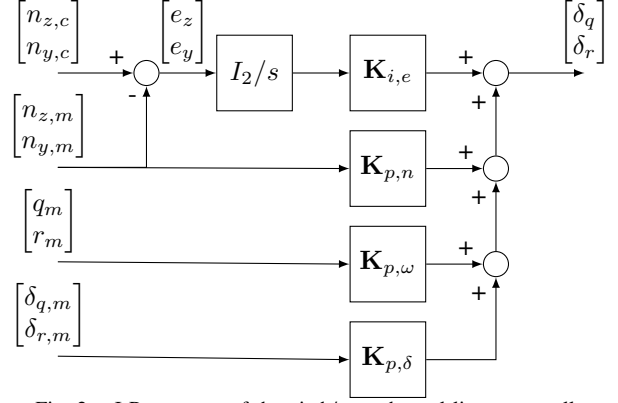 [n_{z,c} n_{y,c}]
[e_z e_y]
[δ_q δ_r]
+
-
I_2/s
K_{i,e}
+
+
[n_{z,m} n_{y,m}]
K_{p,n}
+
+
[q_m r_m]
K_{p,ω}
+
+
[δ_{q,m} δ_{r,m}]
K_{p,δ}